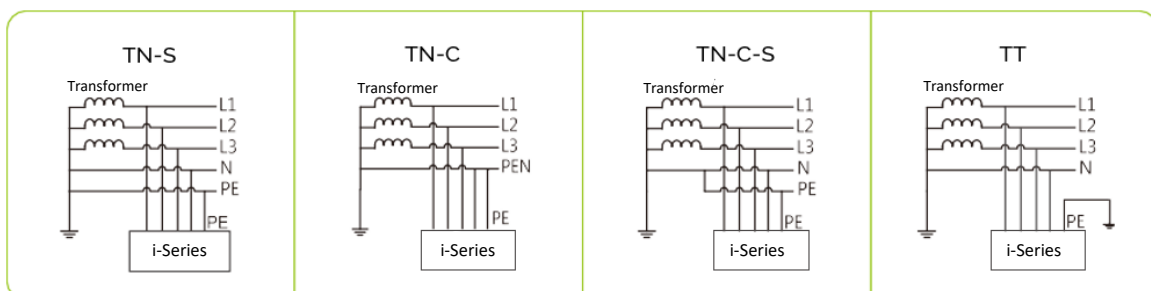 TN-S
Transformer
L1
L2
L3
N
PE
PE
i-Series
TN-C
Transformer
L1
L2
L3
PEN
PE
i-Series
TN-C-S
Transformer
L1
L2
L3
N
PE
PE
i-Series
TT
Transformer
L1
L2
L3
N
PE
i-Series